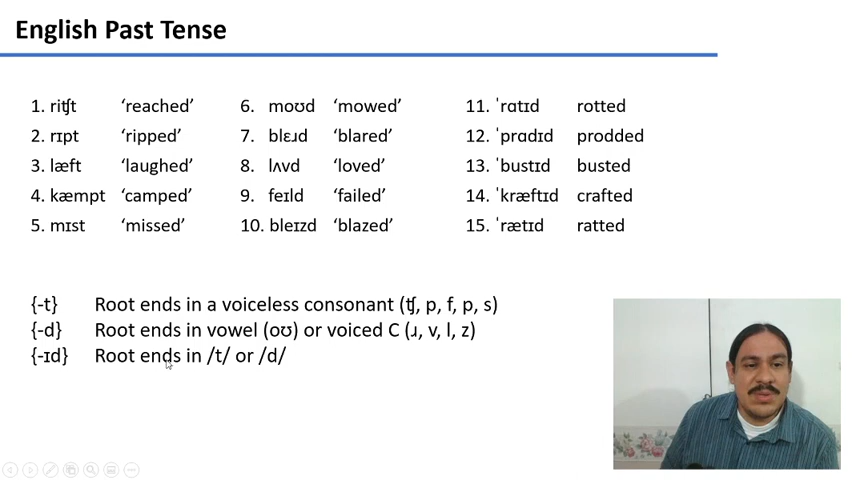 English Past Tense
1. riʧt ‘reached’ 6. moʊd ‘mowed’ 11. ˈrɑtɪd rotted
2. rɪpt ‘ripped’ 7. blɛɹd ‘blared’ 12. ˈprɑdɪd prodded
3. læft ‘laughed’ 8. lʌvd ‘loved’ 13. ˈbustɪd busted
4. kæmpt ‘camped’ 9. feɪld ‘failed’ 14. ˈkræftɪd crafted
5. mɪst ‘missed’ 10. bleɪzd ‘blazed’ 15. ˈrætɪd ratted
{-t} Root ends in a voiceless consonant (ʧ, p, f, p, s)
{-d} Root ends in vowel (oʊ) or voiced C (ɹ, v, l, z)
{-ɪd} Root ends in /t/ or /d/